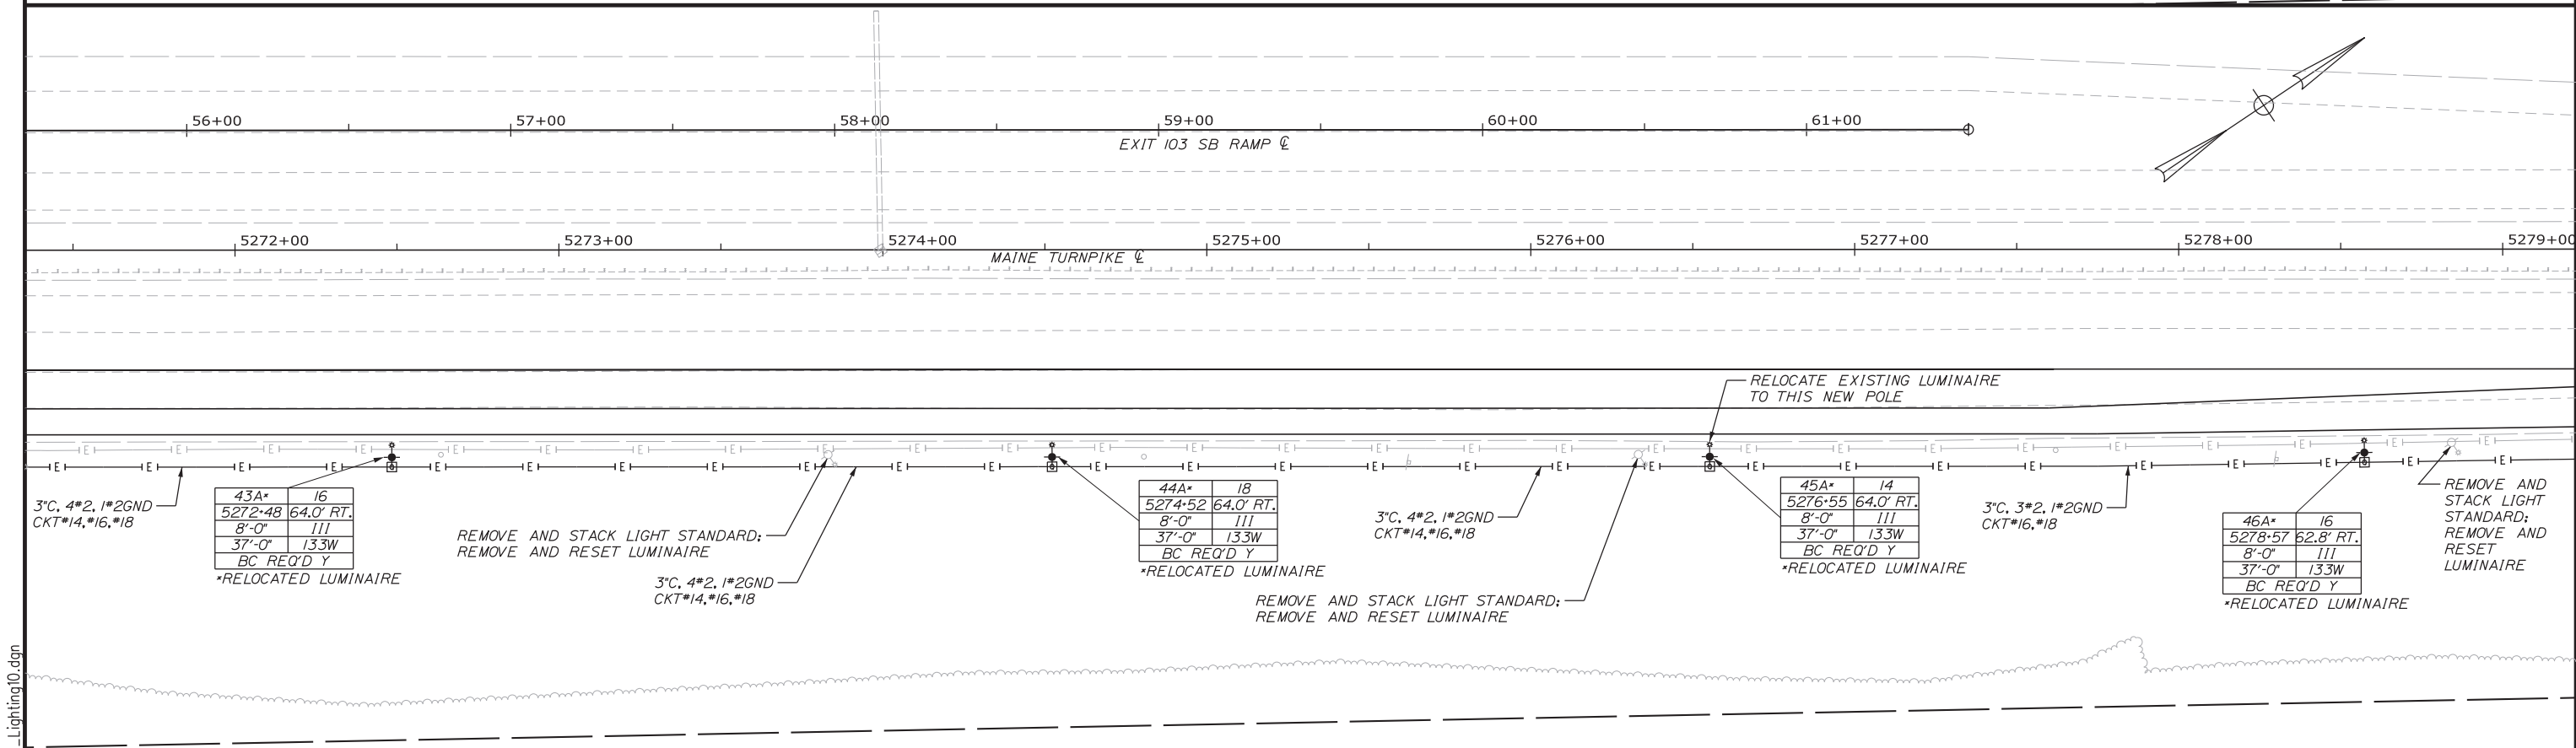 56+00 57+00 58+00 59+00 60+00 61+00
EXIT 103 SB RAMP ℄
5272+00 5273+00 5274+00 5275+00 5276+00 5277+00 5278+00 5279+00
MAINE TURNPIKE ℄
RELOCATE EXISTING LUMINAIRE
TO THIS NEW POLE
3"C, 4#2, 1#2GND
CKT#14,#16,#18
43A* 16
5272+48 64.0' RT.
8'-0" III
37'-0" 133W
BC REQ'D Y
*RELOCATED LUMINAIRE
REMOVE AND STACK LIGHT STANDARD;
REMOVE AND RESET LUMINAIRE
3"C, 4#2, 1#2GND
CKT#14,#16,#18
44A* 18
5274+52 64.0' RT.
8'-0" III
37'-0" 133W
BC REQ'D Y
*RELOCATED LUMINAIRE
3"C, 4#2, 1#2GND
CKT#14,#16,#18
REMOVE AND STACK LIGHT STANDARD;
REMOVE AND RESET LUMINAIRE
45A* 14
5276+55 64.0' RT.
8'-0" III
37'-0" 133W
BC REQ'D Y
*RELOCATED LUMINAIRE
3"C, 3#2, 1#2GND
CKT#16,#18
46A* 16
5278+57 62.8' RT.
8'-0" III
37'-0" 133W
BC REQ'D Y
*RELOCATED LUMINAIRE
REMOVE AND
STACK LIGHT
STANDARD;
REMOVE AND
RESET
LUMINAIRE
_Lighting10.dgn